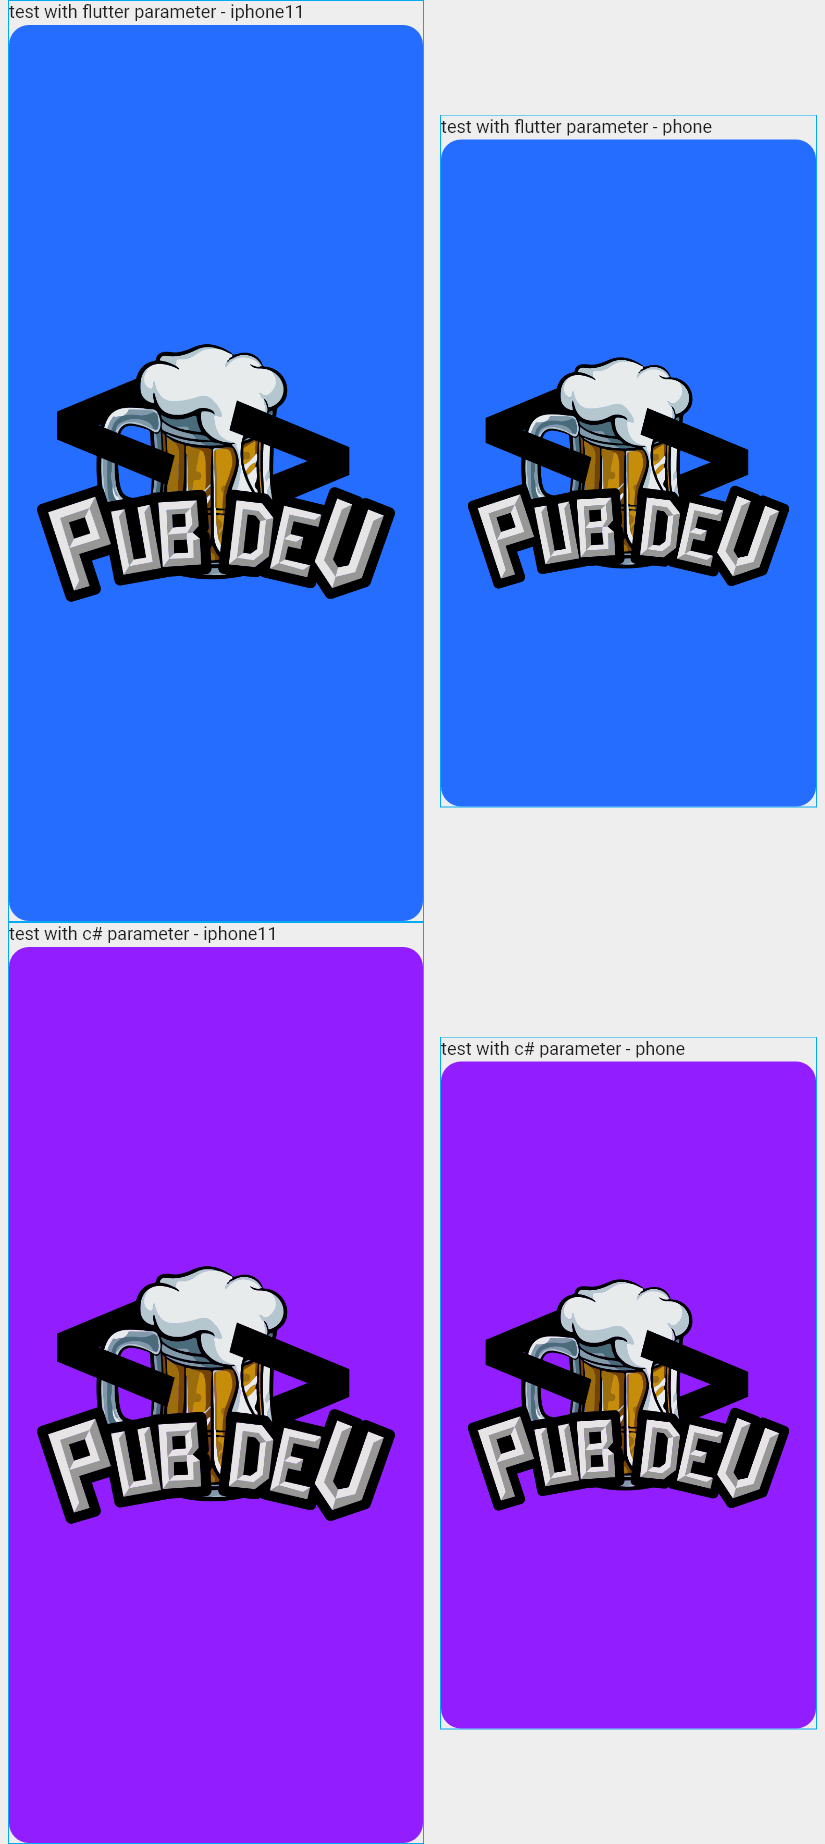 test with flutter parameter - iphone11
PUB DEV
test with flutter parameter - phone
PUB DEV
test with c# parameter - iphone11
PUB DEV
test with c# parameter - phone
PUB DEV